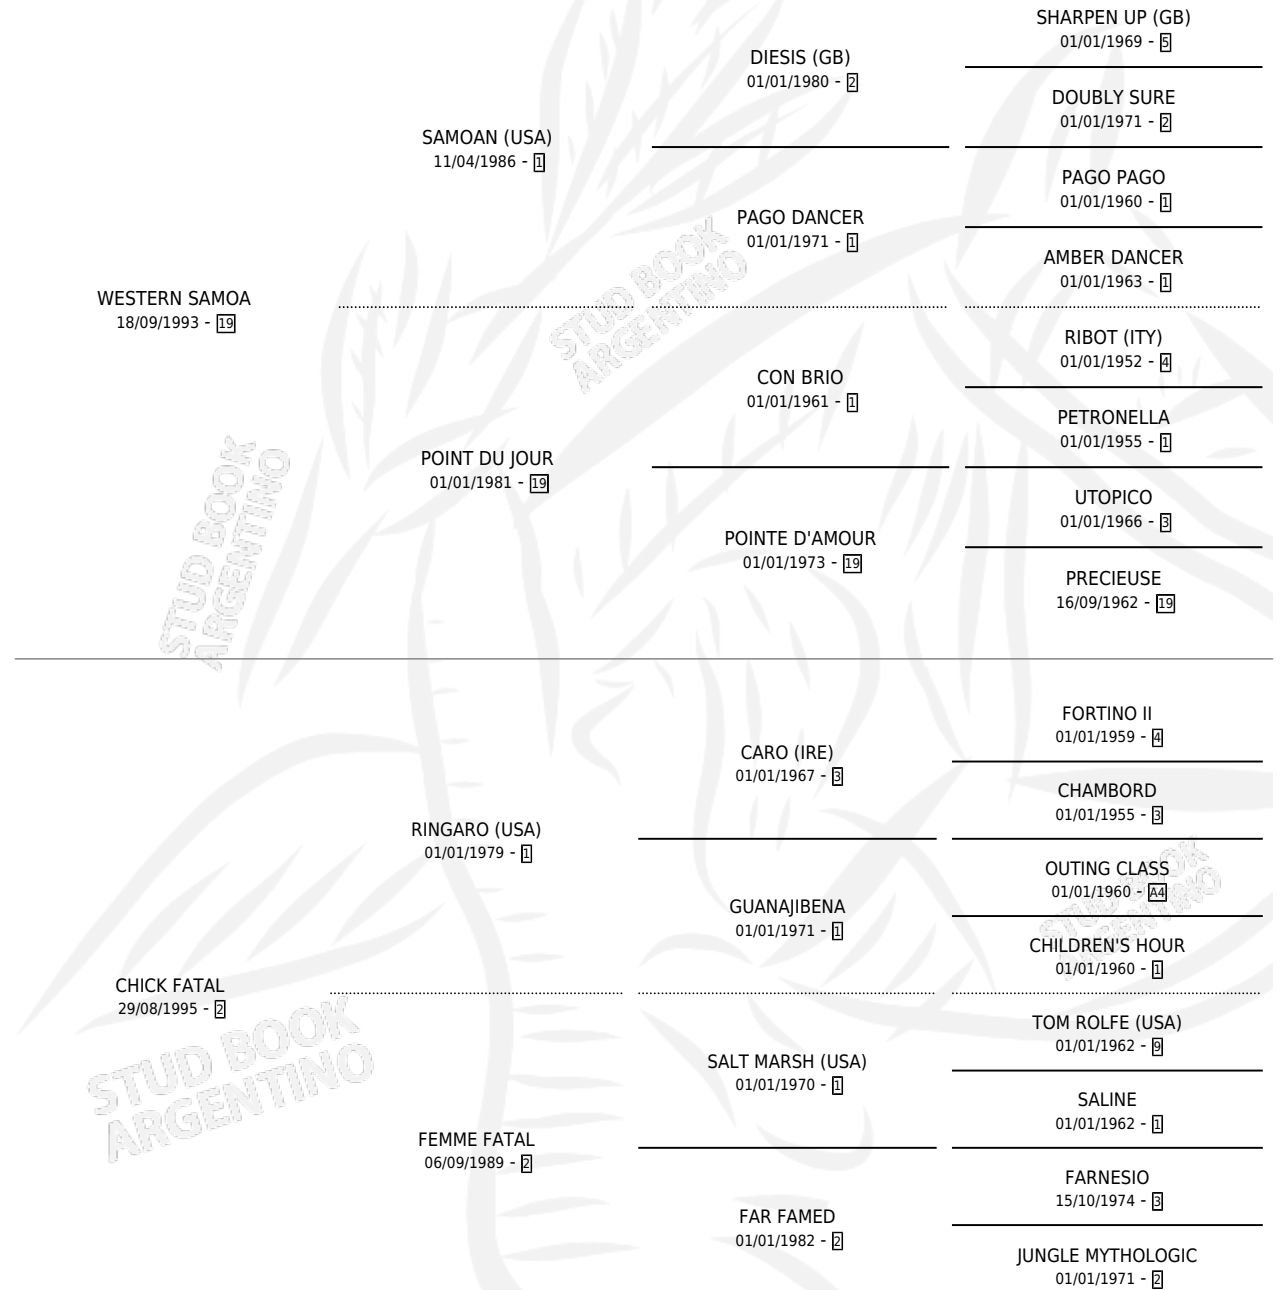 SHARPEN UP (GB)
01/01/1969 - 5
DIESIS (GB)
01/01/1980 - 2
DOUBLY SURE
01/01/1971 - 2
SAMOAN (USA)
11/04/1986 - 1
PAGO PAGO
01/01/1960 - 1
PAGO DANCER
01/01/1971 - 1
AMBER DANCER
01/01/1963 - 1
WESTERN SAMOA
18/09/1993 - 19
STUD BOOK
ARGENTINO
RIBOT (ITY)
01/01/1952 - 4
CON BRIO
01/01/1961 - 1
PETRONELLA
01/01/1955 - 1
POINT DU JOUR
01/01/1981 - 19
UTOPICO
01/01/1966 - 3
POINTE D'AMOUR
01/01/1973 - 19
PRECIEUSE
16/09/1962 - 19
STUD BOOK
ARGENTINO
FORTINO II
01/01/1959 - 4
CARO (IRE)
01/01/1967 - 3
CHAMBORD
01/01/1955 - 3
RINGARO (USA)
01/01/1979 - 1
OUTING CLASS
01/01/1960 - A4
GUANAJIBENA
01/01/1971 - 1
STUD BOOK
ARGENTINO
CHILDREN'S HOUR
01/01/1960 - 1
CHICK FATAL
29/08/1995 - 2
STUD BOOK
ARGENTINO
TOM ROLFE (USA)
01/01/1962 - 9
SALT MARSH (USA)
01/01/1970 - 1
SALINE
01/01/1962 - 1
FEMME FATAL
06/09/1989 - 2
FARNESIO
15/10/1974 - 3
FAR FAMED
01/01/1982 - 2
JUNGLE MYTHOLOGIC
01/01/1971 - 2